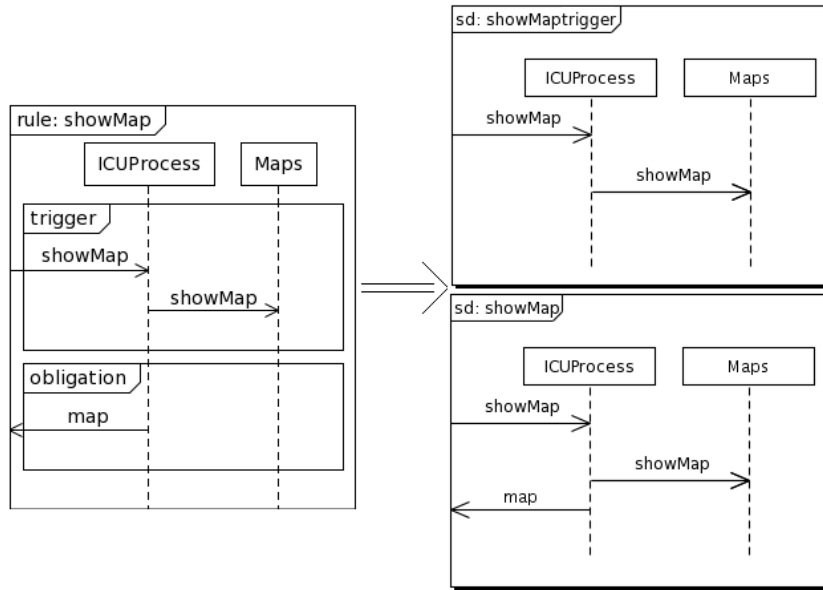 rule: showMap
ICUProcess Maps
trigger
showMap
showMap
obligation
map
sd: showMaptrigger
ICUProcess Maps
showMap
showMap
sd: showMap
ICUProcess Maps
showMap
showMap
map